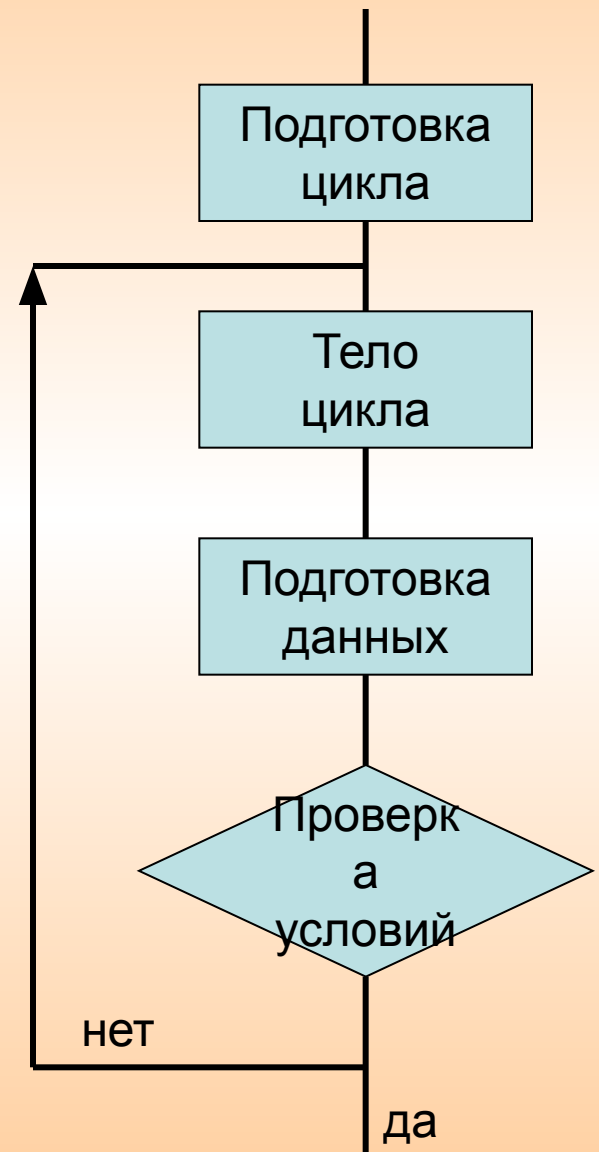 Подготовка
цикла
Тело
цикла
Подготовка
данных
Проверк
а
условий
нет
да